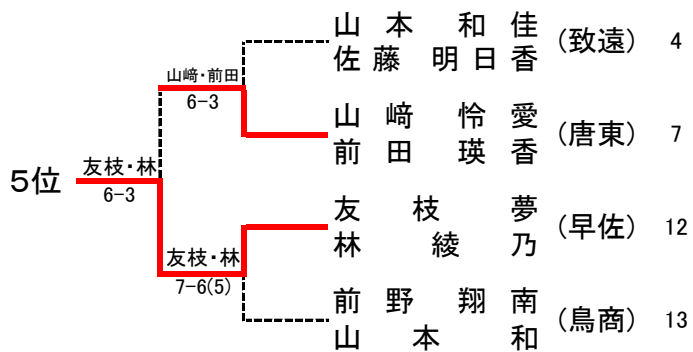 山本 和佳
佐藤 明日香
(致遠) 4
山﨑・前田
6-3
山﨑 怜愛
前田 瑛香
(唐東) 7
5位
友枝・林
6-3
友枝 夢
林 綾乃
(早佐) 12
友枝・林
7-6(5)
前野 翔南
山本 和
(鳥商) 13